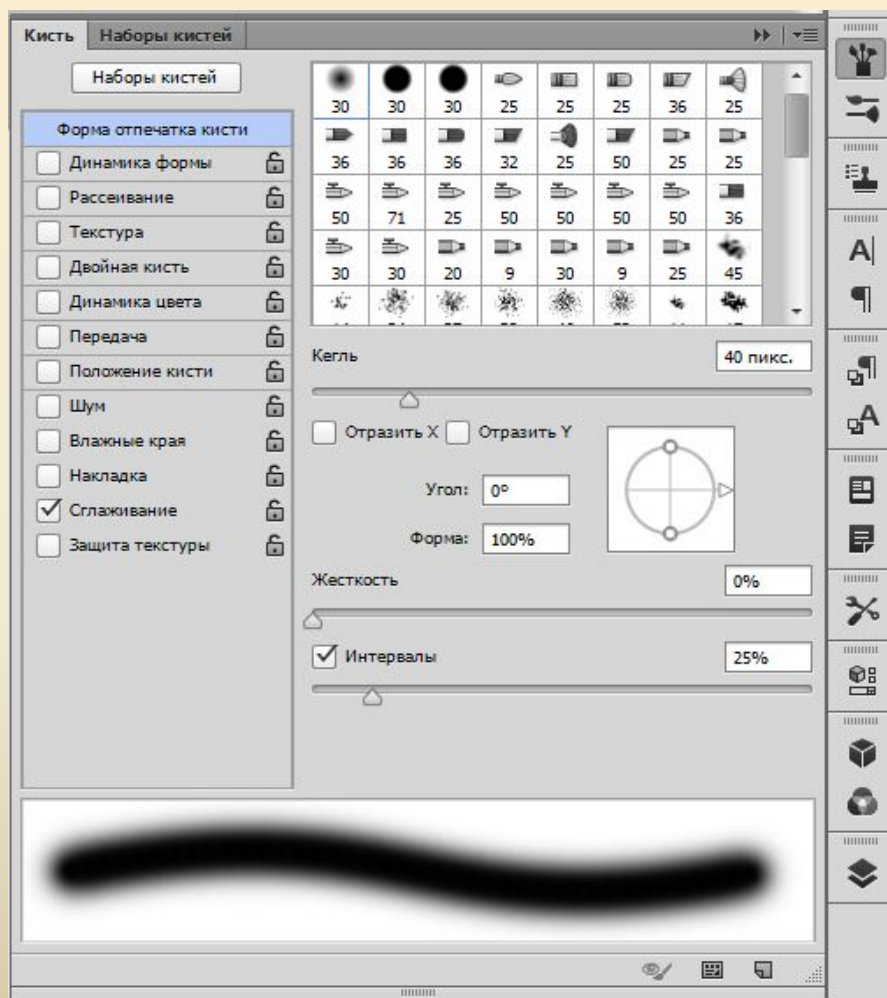 Кисть Наборы кистей
Наборы кистей
Форма отпечатка кисти
Динамика формы
Рассеивание
Текстура
Двойная кисть
Динамика цвета
Передача
Положение кисти
Шум
Влажные края
Накладка
Сглаживание
Защита текстуры
30 30 30 25 25 25 36 25
36 36 36 32 25 50 25 25
50 71 25 50 50 50 50 36
30 30 20 9 30 9 25 45
Кегль 40 пикс.
Отразить X Отразить Y
Угол: 0º
Форма: 100%
Жесткость 0%
Интервалы 25%
A
A